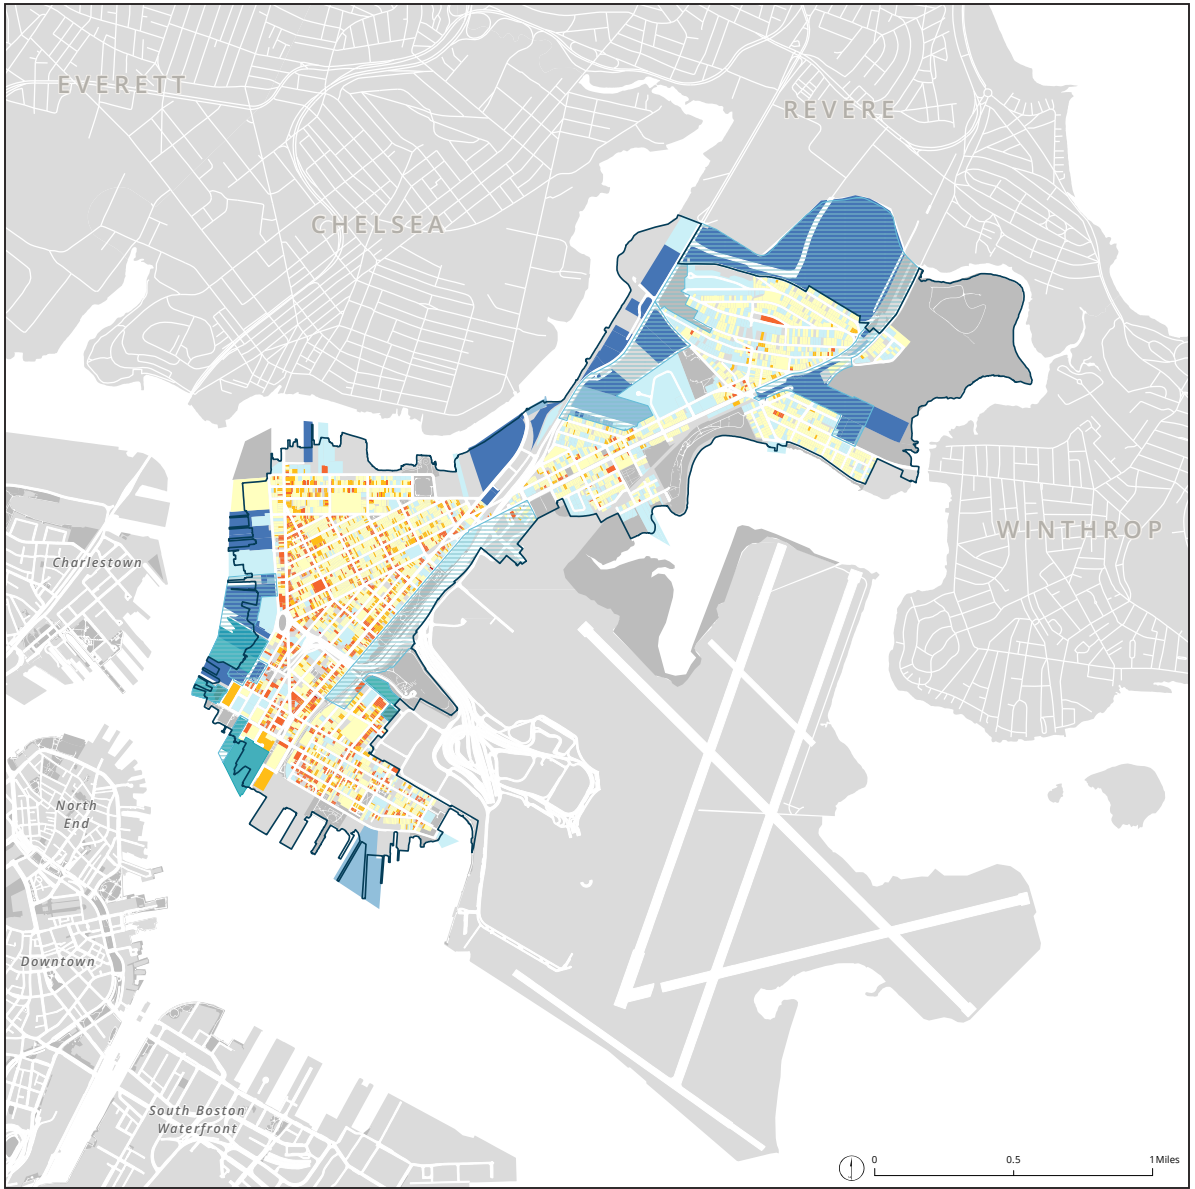 EVERETT
REVERE
CHELSEA
WINTHROP
Charlestown
North
End
Downtown
South Boston
Waterfront
0 0.5 1 Miles